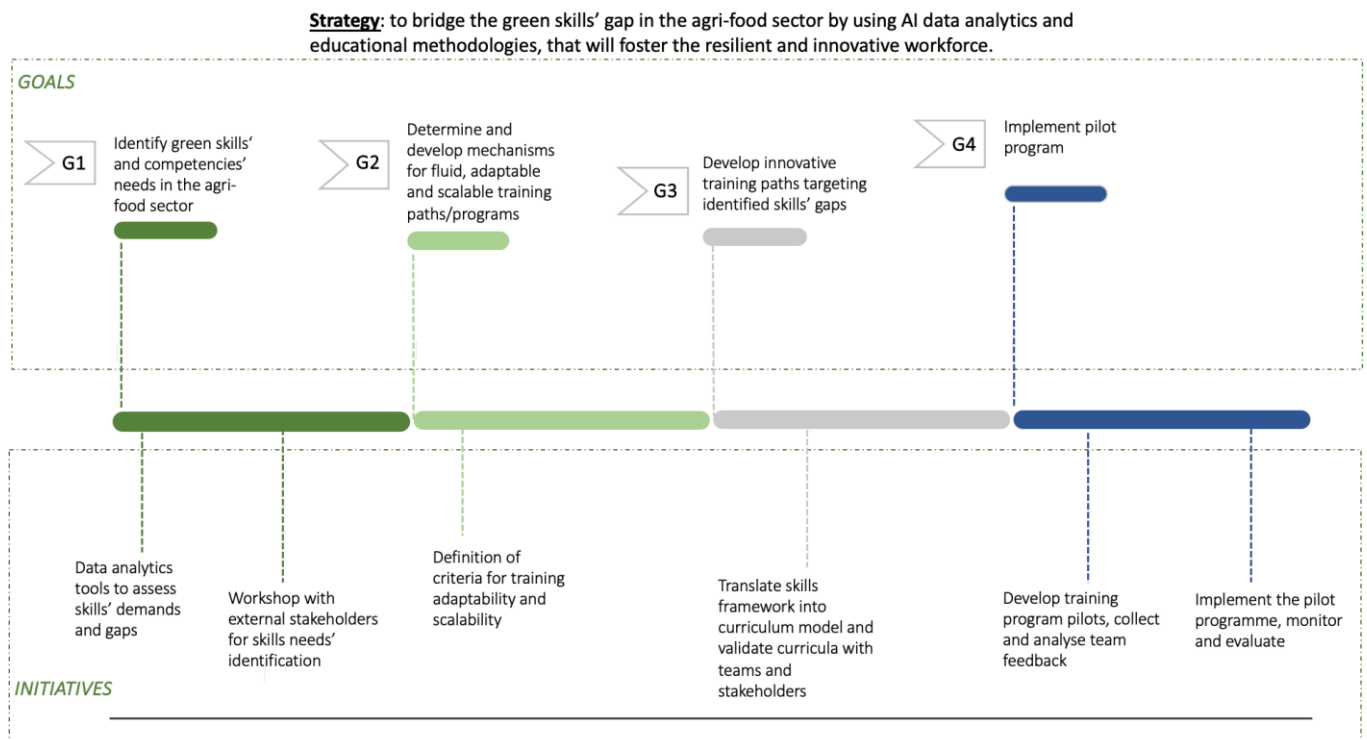 Strategy: to bridge the green skills' gap in the agri-food sector by using AI data analytics and
educational methodologies, that will foster the resilient and innovative workforce.
GOALS
G1
Identify green skills'
and competencies'
needs in the agri-
food sector
G2
Determine and
develop mechanisms
for fluid, adaptable
and scalable training
paths/programs
G3
Develop innovative
training paths targeting
identified skills' gaps
G4
Implement pilot
program
Data analytics
tools to assess
skills' demands
and gaps
Workshop with
external stakeholders
for skills needs'
identification
Definition of
criteria for training
adaptability and
scalability
Translate skills
framework into
curriculum model and
validate curricula with
teams and
stakeholders
Develop training
program pilots, collect
and analyse team
feedback
Implement the pilot
programme, monitor
and evaluate
INITIATIVES